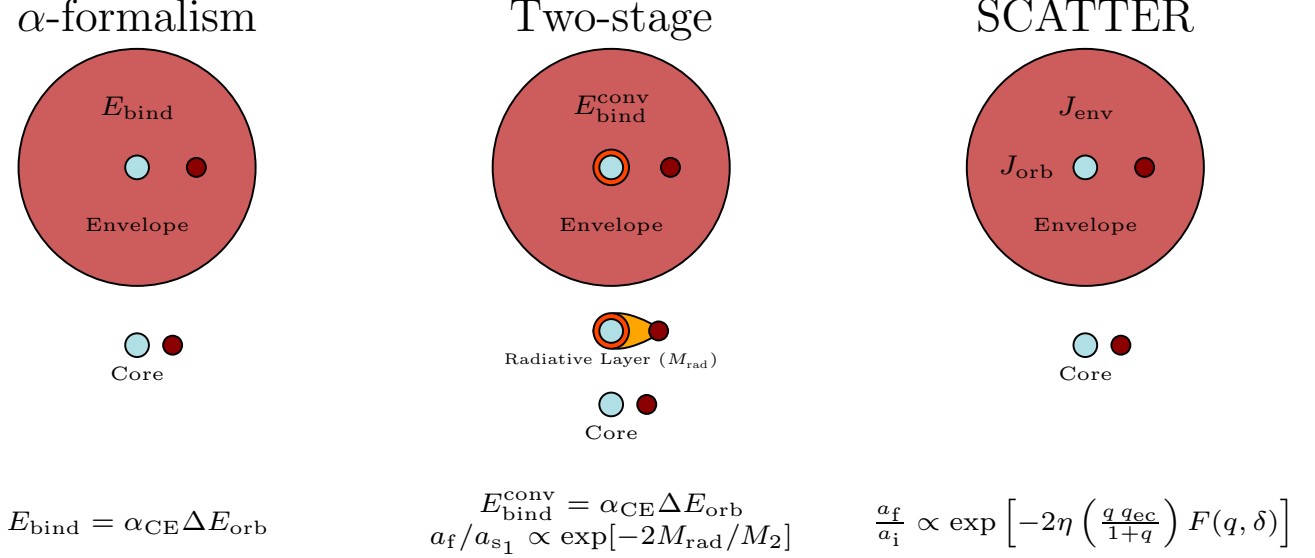 α-formalism
E_bind
Envelope
Core
E_bind = α_CE ΔE_orb
Two-stage
E_bind^conv
Envelope
Radiative Layer (M_rad)
Core
E_bind^conv = α_CE ΔE_orb
a_f/a_s_1 ∝ exp[−2M_rad/M_2]
SCATTER
J_env
J_orb
Envelope
Core
a_f/a_i ∝ exp [−2η (q q_ec/1+q) F(q, δ)]